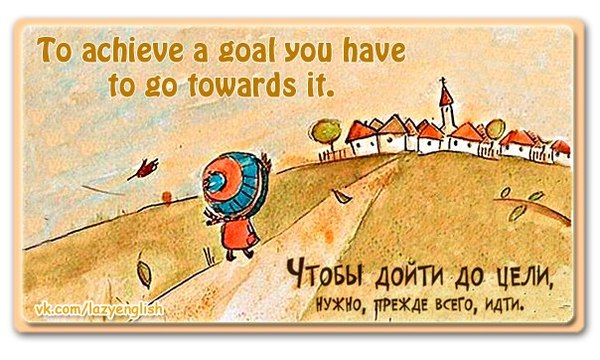 To achieve a goal you have
to go towards it.
Чтобы дойти до цели,
нужно, прежде всего, идти.
vk.com/lazyenglish